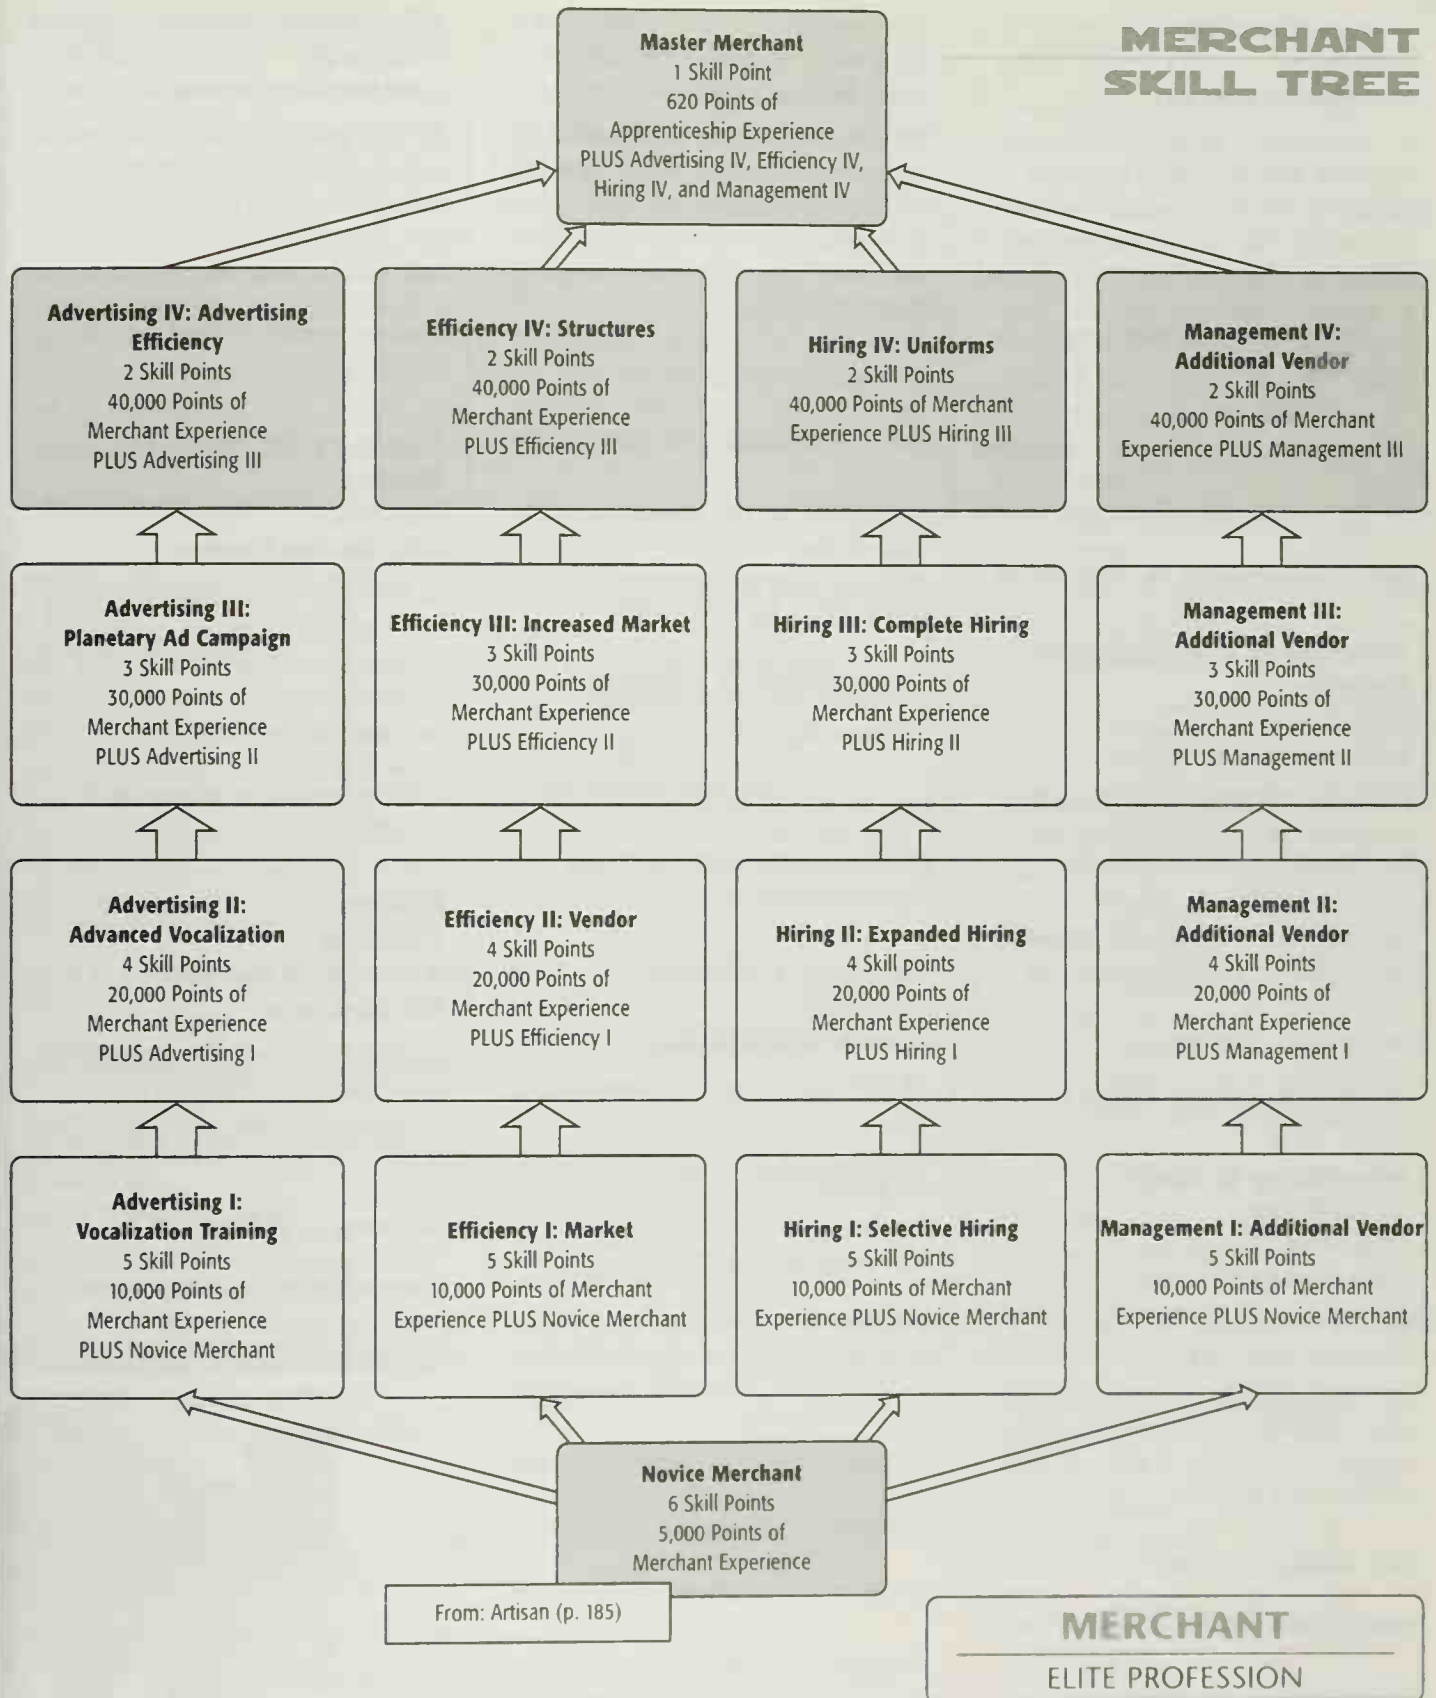 MERCHANT
SKILL TREE
Master Merchant
1 Skill Point
620 Points of
Apprenticeship Experience
PLUS Advertising IV, Efficiency IV,
Hiring IV, and Management IV
Advertising IV: Advertising
Efficiency
2 Skill Points
40,000 Points of
Merchant Experience
PLUS Advertising III
Efficiency IV: Structures
2 Skill Points
40,000 Points of
Merchant Experience
PLUS Efficiency III
Hiring IV: Uniforms
2 Skill Points
40,000 Points of Merchant
Experience PLUS Hiring III
Management IV:
Additional Vendor
2 Skill Points
40,000 Points of Merchant
Experience PLUS Management III
Advertising III:
Planetary Ad Campaign
3 Skill Points
30,000 Points of
Merchant Experience
PLUS Advertising II
Efficiency III: Increased Market
3 Skill Points
30,000 Points of
Merchant Experience
PLUS Efficiency II
Hiring III: Complete Hiring
3 Skill Points
30,000 Points of
Merchant Experience
PLUS Hiring II
Management III:
Additional Vendor
3 Skill Points
30,000 Points of
Merchant Experience
PLUS Management II
Advertising II:
Advanced Vocalization
4 Skill Points
20,000 Points of
Merchant Experience
PLUS Advertising I
Efficiency II: Vendor
4 Skill Points
20,000 Points of
Merchant Experience
PLUS Efficiency I
Hiring II: Expanded Hiring
4 Skill points
20,000 Points of
Merchant Experience
PLUS Hiring I
Management II:
Additional Vendor
4 Skill Points
20,000 Points of
Merchant Experience
PLUS Management I
Advertising I:
Vocalization Training
5 Skill Points
10,000 Points of
Merchant Experience
PLUS Novice Merchant
Efficiency I: Market
5 Skill Points
10,000 Points of Merchant
Experience PLUS Novice Merchant
Hiring I: Selective Hiring
5 Skill Points
10,000 Points of Merchant
Experience PLUS Novice Merchant
Management I: Additional Vendor
5 Skill Points
10,000 Points of Merchant
Experience PLUS Novice Merchant
Novice Merchant
6 Skill Points
5,000 Points of
Merchant Experience
From: Artisan (p. 185)
MERCHANT
ELITE PROFESSION